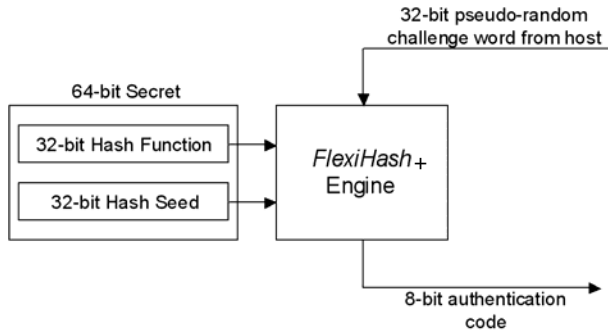 32-bit pseudo-random
challenge word from host
64-bit Secret
32-bit Hash Function
32-bit Hash Seed
FlexiHash+
Engine
8-bit authentication
code